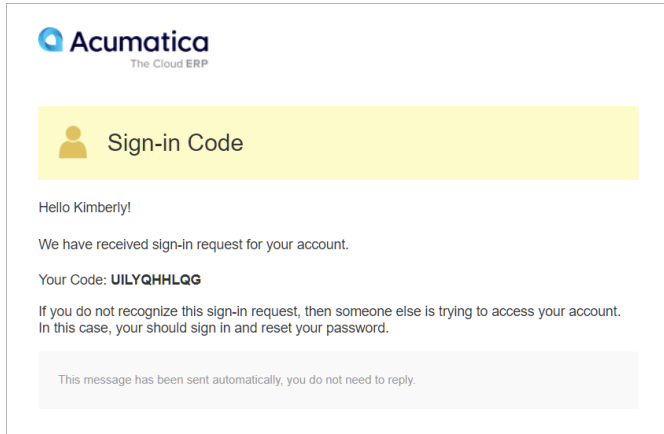 Acumatica
The Cloud ERP
Sign-in Code
Hello Kimberly!
We have received sign-in request for your account.
Your Code: UILYQHHLQG
If you do not recognize this sign-in request, then someone else is trying to access your account.
In this case, your should sign in and reset your password.
This message has been sent automatically, you do not need to reply.